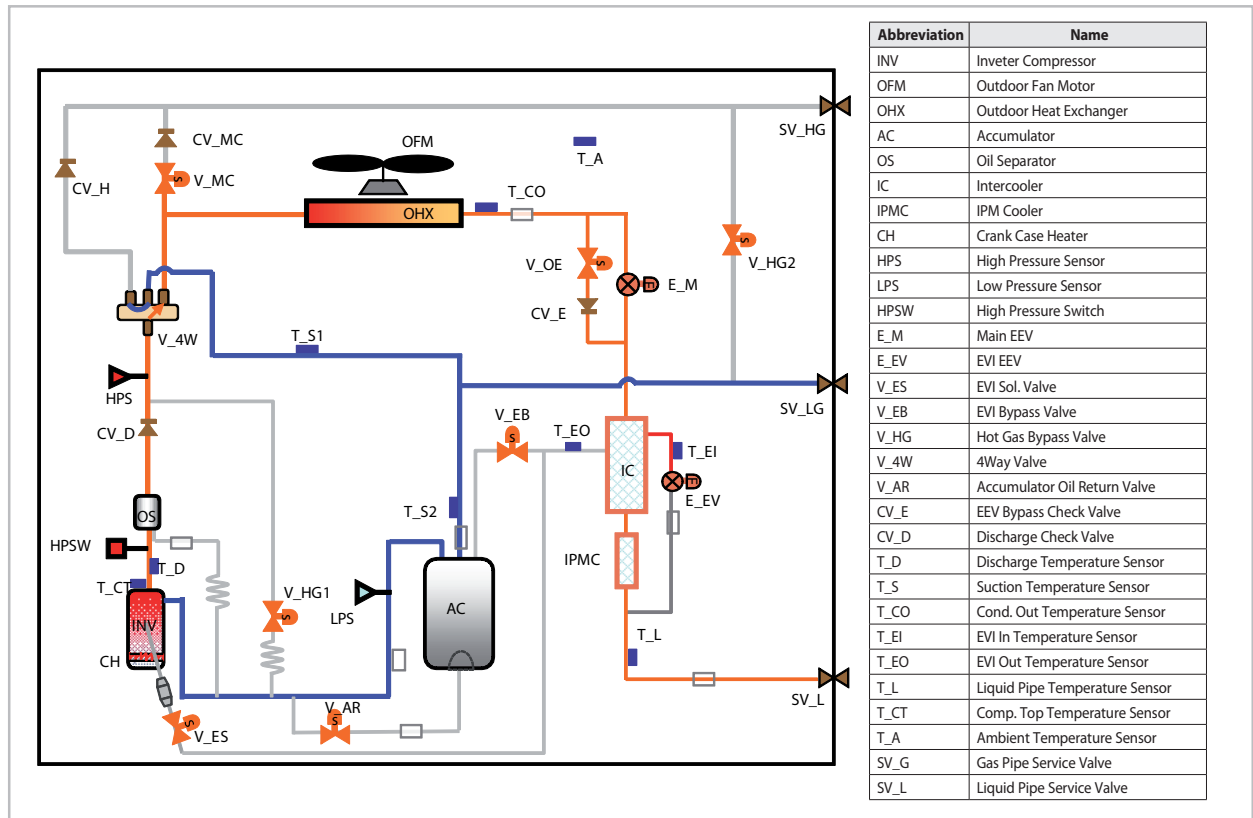 OFM
CV_MC
T_A
SV_HG
CV_H
V_MC
T_CO
OHX
V_OE
V_HG2
E_M
CV_E
V_4W
T_S1
HPS
SV_LG
CV_D
V_EB
T_EO
T_EI
IC
E_EV
OS
T_S2
HPSW
T_D
IPMC
T_CT
V_HG1
LPS
AC
INV
T_L
CH
SV_L
V_AR
V_ES
S
S
S
S
S
S
S
E
E
Abbreviation Name
INV Inveter Compressor
OFM Outdoor Fan Motor
OHX Outdoor Heat Exchanger
AC Accumulator
OS Oil Separator
IC Intercooler
IPMC IPM Cooler
CH Crank Case Heater
HPS High Pressure Sensor
LPS Low Pressure Sensor
HPSW High Pressure Switch
E_M Main EEV
E_EV EVI EEV
V_ES EVI Sol. Valve
V_EB EVI Bypass Valve
V_HG Hot Gas Bypass Valve
V_4W 4Way Valve
V_AR Accumulator Oil Return Valve
CV_E EEV Bypass Check Valve
CV_D Discharge Check Valve
T_D Discharge Temperature Sensor
T_S Suction Temperature Sensor
T_CO Cond. Out Temperature Sensor
T_EI EVI In Temperature Sensor
T_EO EVI Out Temperature Sensor
T_L Liquid Pipe Temperature Sensor
T_CT Comp. Top Temperature Sensor
T_A Ambient Temperature Sensor
SV_G Gas Pipe Service Valve
SV_L Liquid Pipe Service Valve